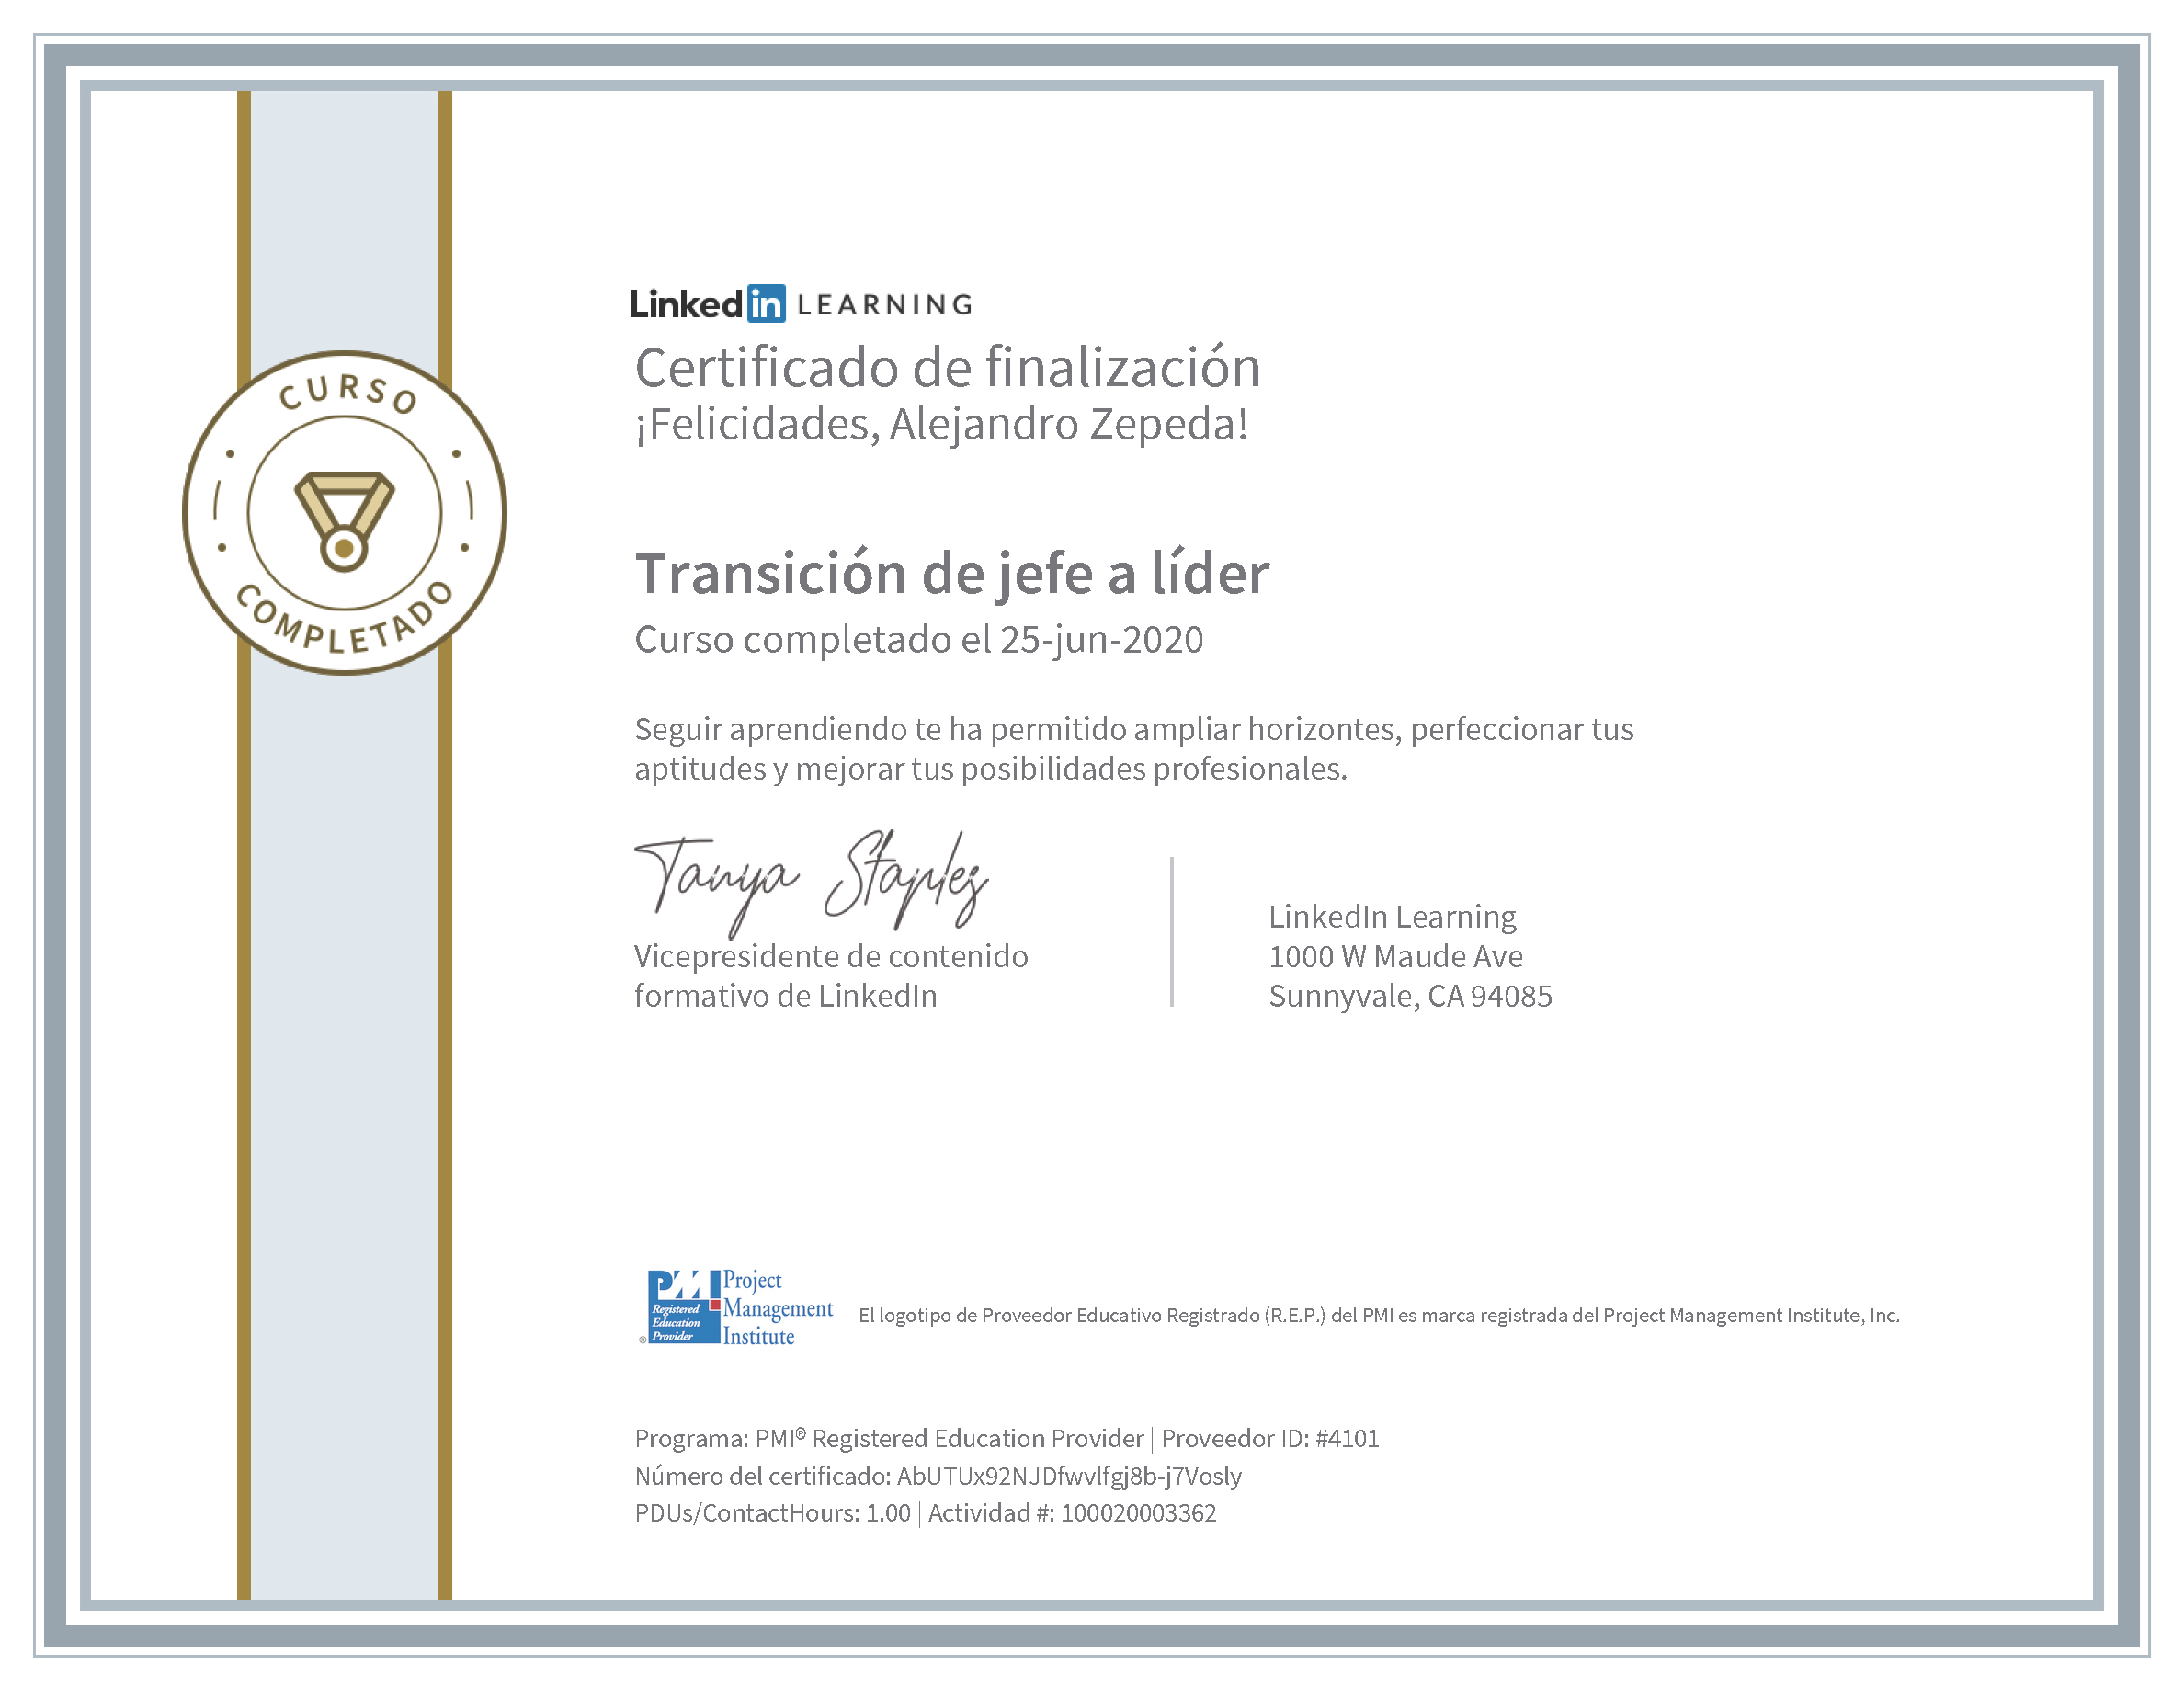 LinkedIn LEARNING
Certificado de finalización
¡Felicidades, Alejandro Zepeda!
CURSO
COMPLETADO
Transición de jefe a líder
Curso completado el 25-jun-2020
Seguir aprendiendo te ha permitido ampliar horizontes, perfeccionar tus
aptitudes y mejorar tus posibilidades profesionales.
Tanya Staples
Vicepresidente de contenido
formativo de LinkedIn
LinkedIn Learning
1000 W Maude Ave
Sunnyvale, CA 94085
PMI
Registered
Education
Provider
®
Project
Management
Institute
El logotipo de Proveedor Educativo Registrado (R.E.P.) del PMI es marca registrada del Project Management Institute, Inc.
Programa: PMI® Registered Education Provider | Proveedor ID: #4101
Número del certificado: AbUTUx92NJDfwvlfgj8b-j7Vosly
PDUs/ContactHours: 1.00 | Actividad #: 100020003362